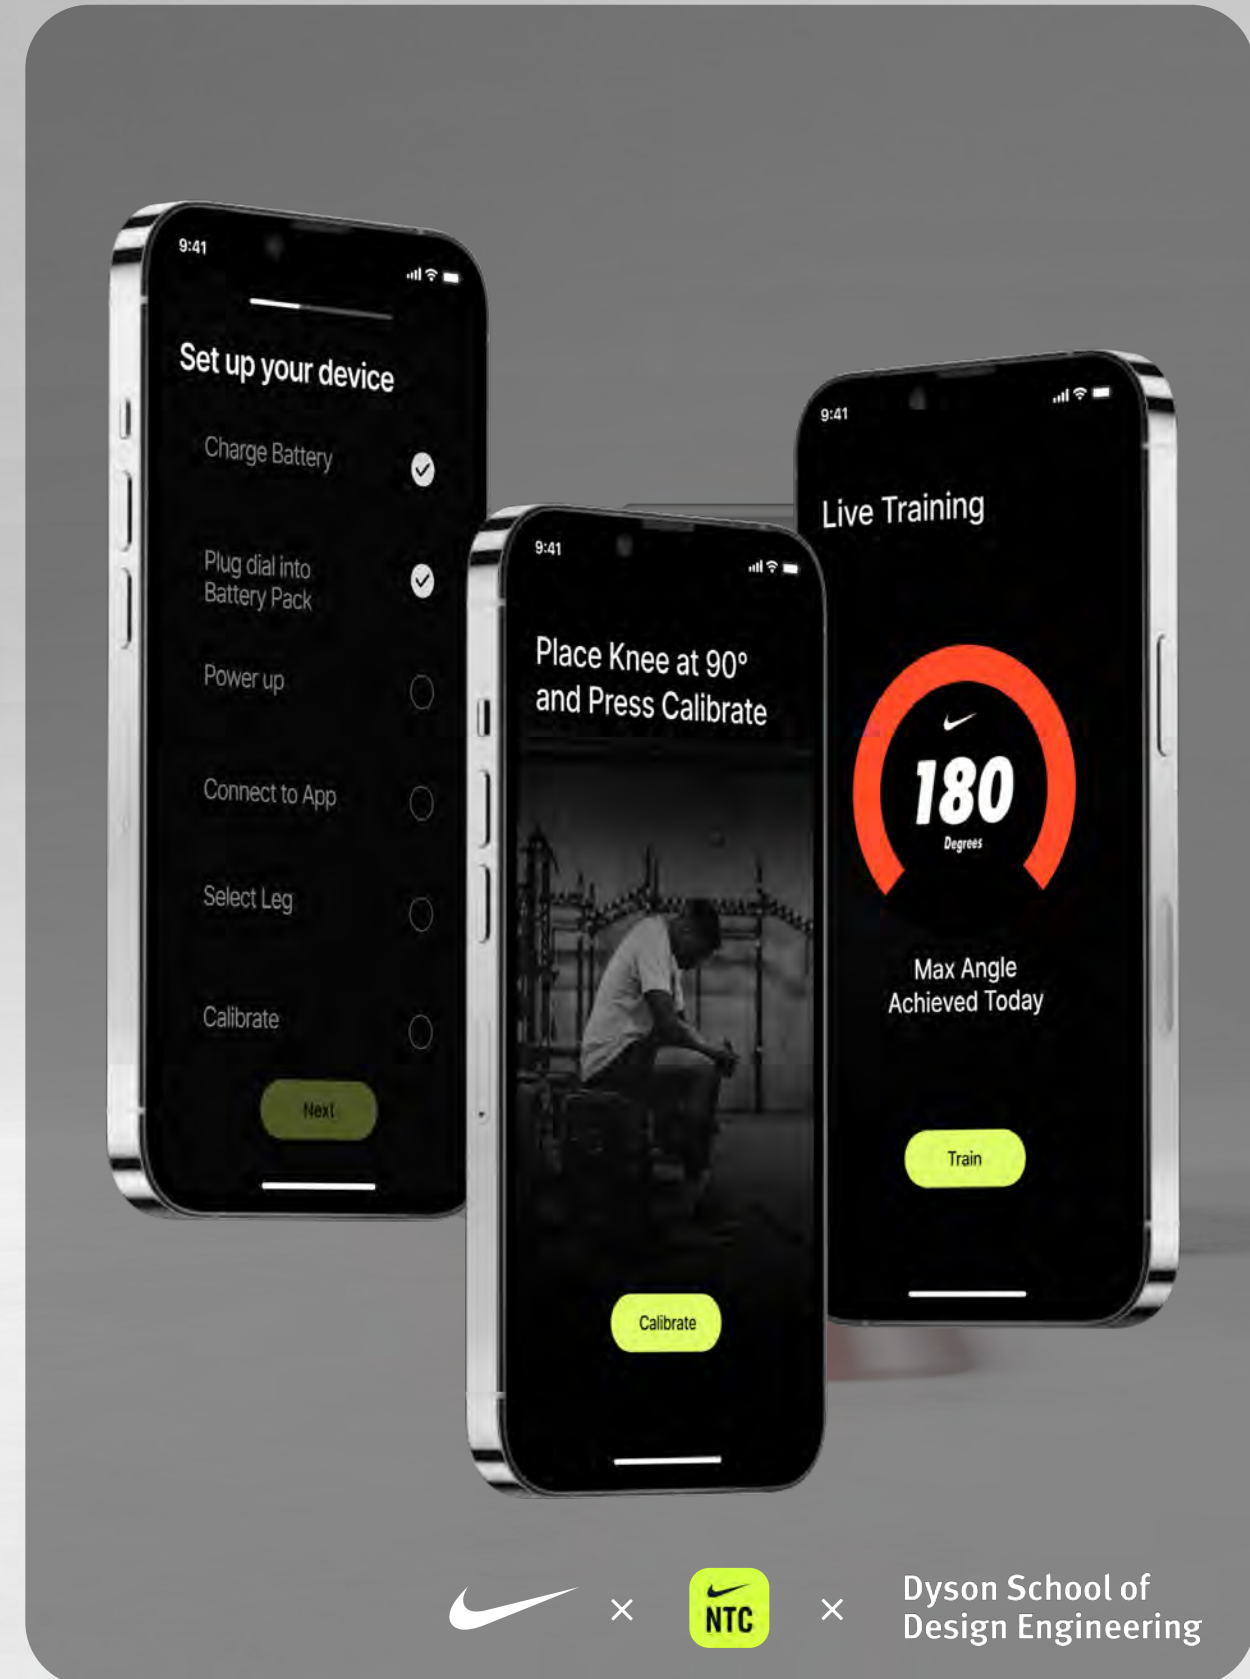 9:41
Set up your device
Charge Battery
Plug dial into
Battery Pack
Power up
Connect to App
Select Leg
Calibrate
Next
9:41
Place Knee at 90°
and Press Calibrate
Calibrate
9:41
Live Training
180
Degrees
Max Angle
Achieved Today
Train
NTC
Dyson School of
Design Engineering